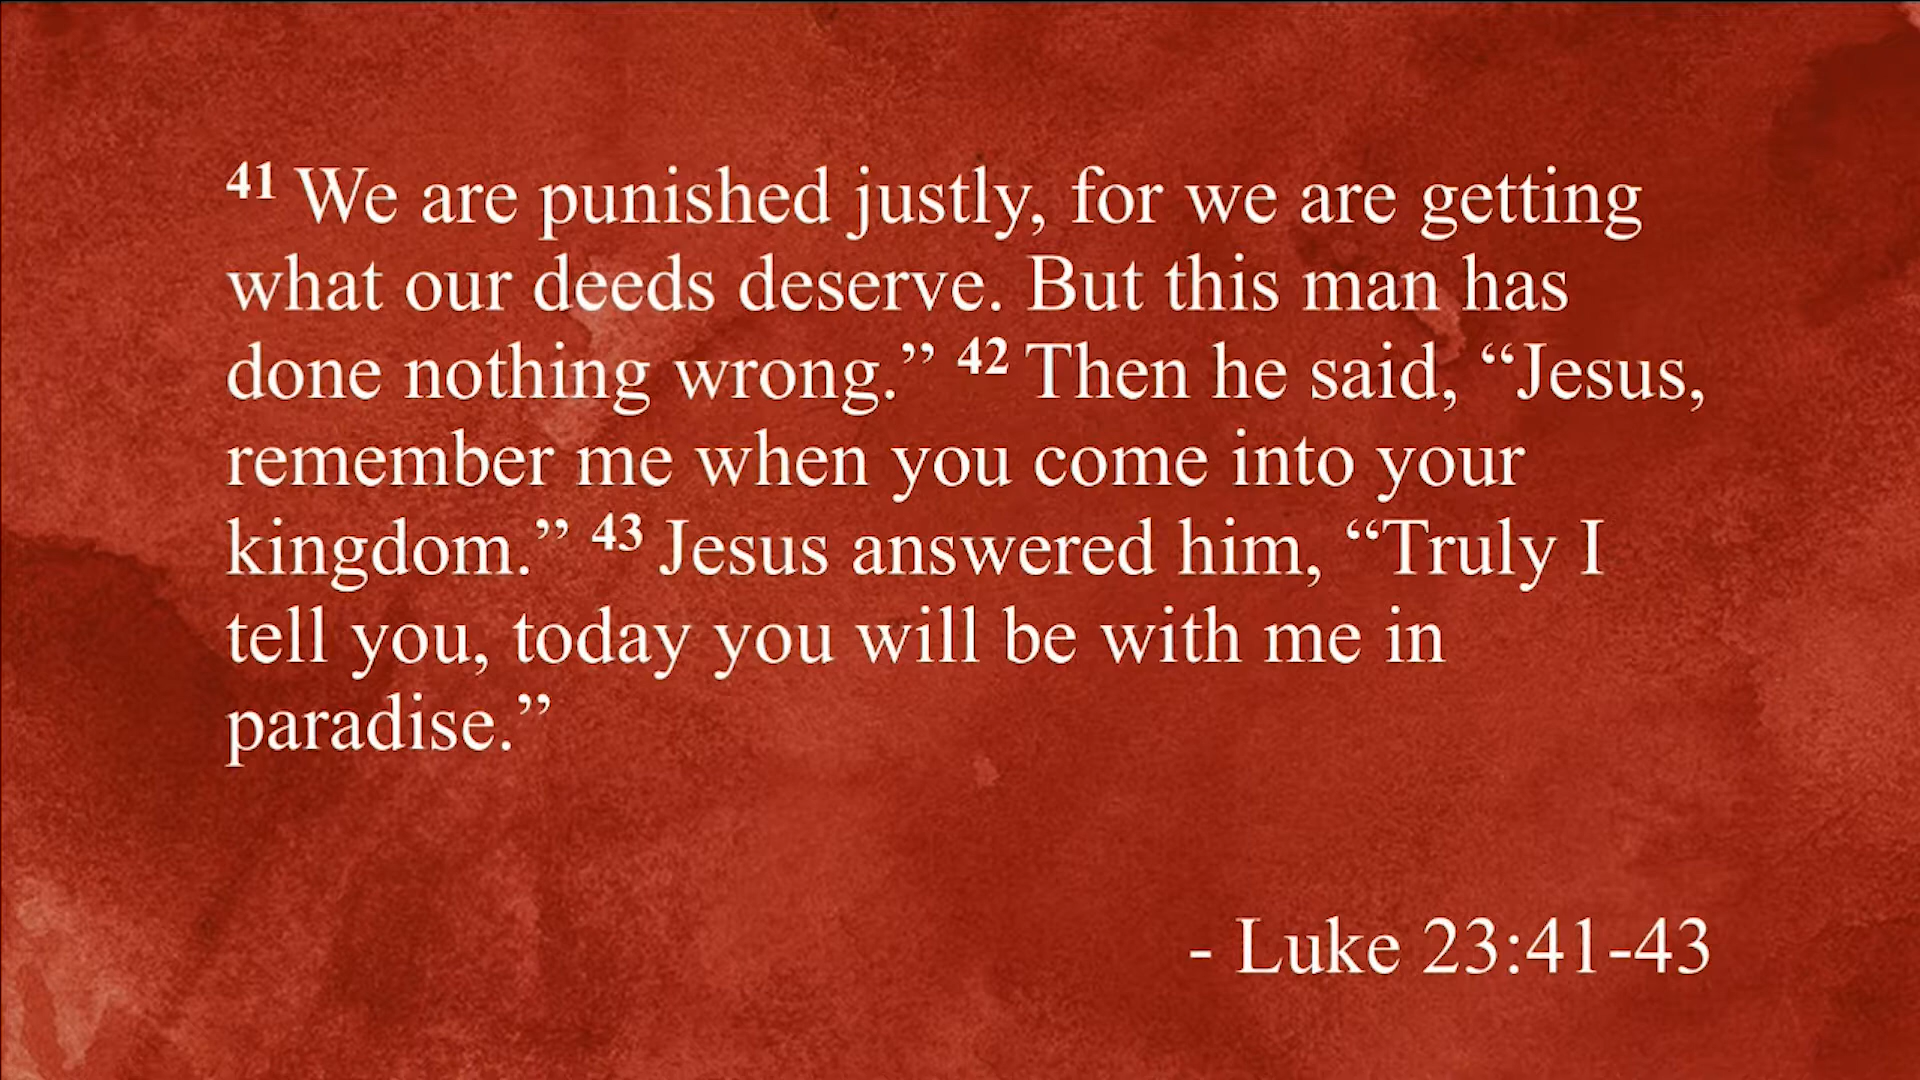 41 We are punished justly, for we are getting
what our deeds deserve. But this man has
done nothing wrong.” 42 Then he said, “Jesus,
remember me when you come into your
kingdom.” 43 Jesus answered him, “Truly I
tell you, today you will be with me in
paradise.”
- Luke 23:41-43